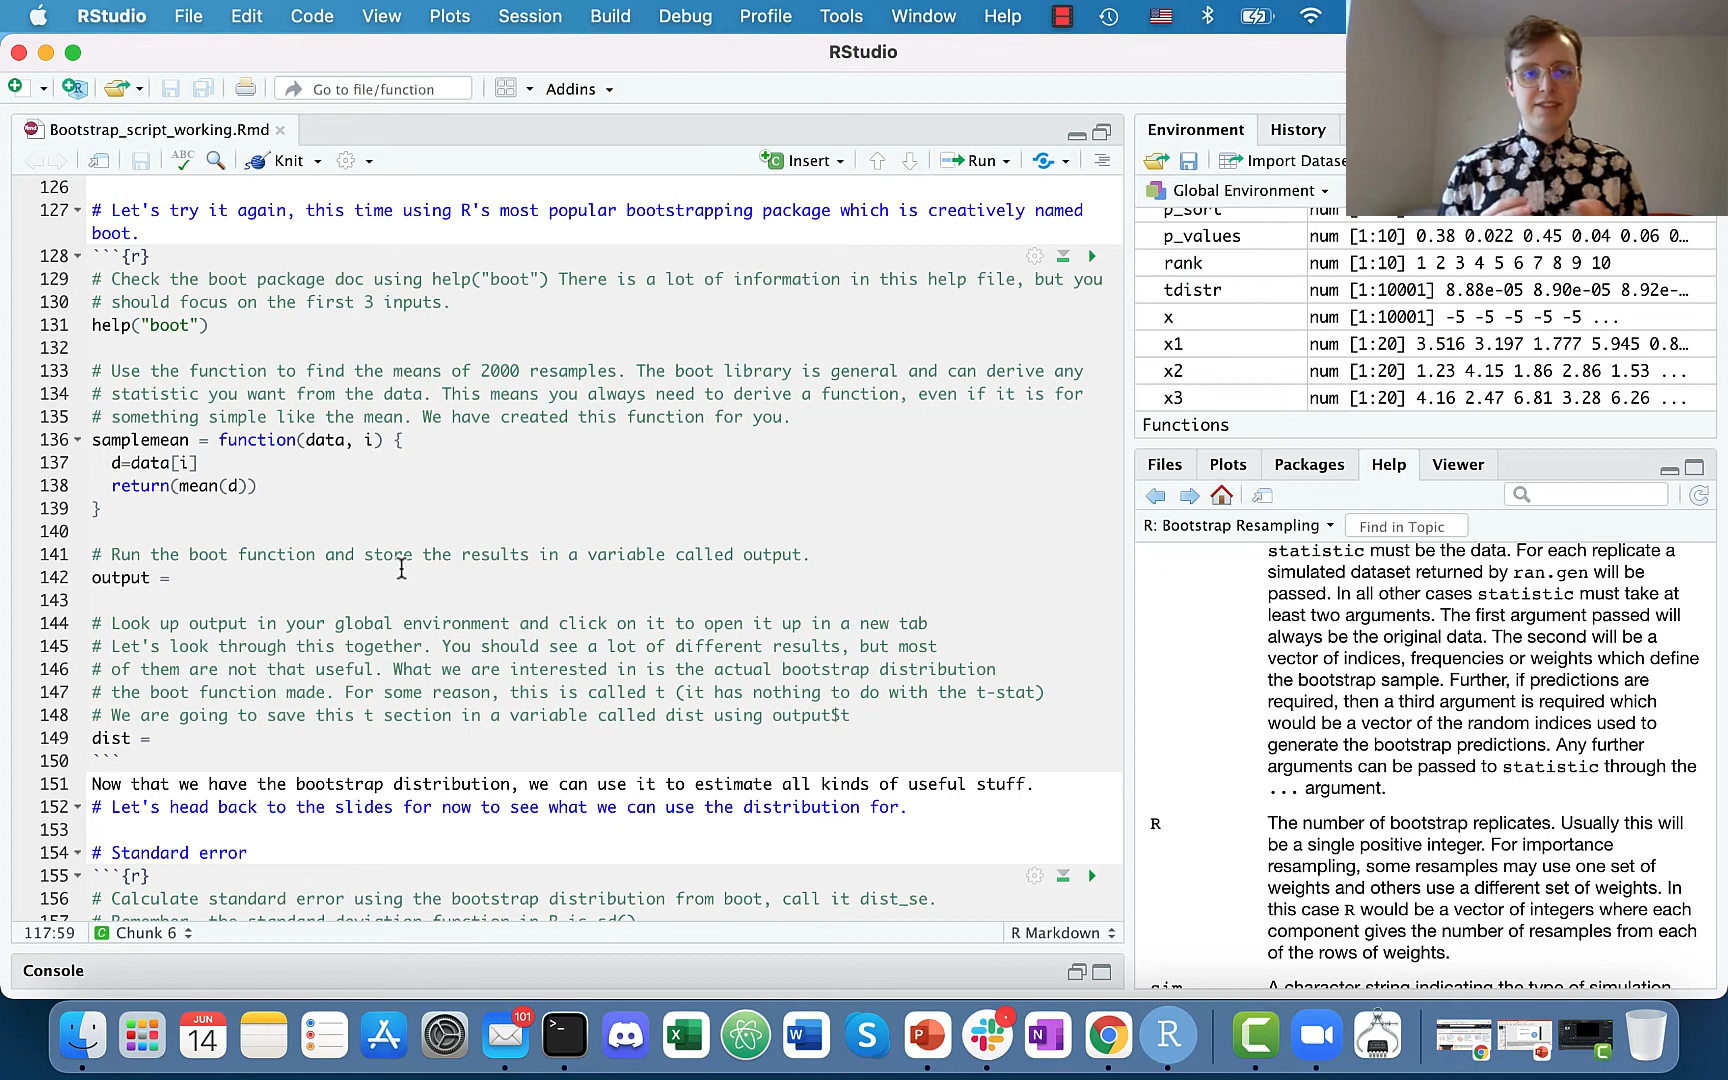 RStudio File Edit Code View Plots Session Build Debug Profile Tools Window Help
RStudio
Go to file/function Addins
Bootstrap_script_working.Rmd
ABC Knit Insert Run
126
127 # Let's try it again, this time using R's most popular bootstrapping package which is creatively named
boot.
128 ```{r}
129 # Check the boot package doc using help("boot") There is a lot of information in this help file, but you
130 # should focus on the first 3 inputs.
131 help("boot")
132
133 # Use the function to find the means of 2000 resamples. The boot library is general and can derive any
134 # statistic you want from the data. This means you always need to derive a function, even if it is for
135 # something simple like the mean. We have created this function for you.
136 samplemean = function(data, i) {
137 d=data[i]
138 return(mean(d))
139 }
140
141 # Run the boot function and store the results in a variable called output.
142 output =
143
144 # Look up output in your global environment and click on it to open it up in a new tab
145 # Let's look through this together. You should see a lot of different results, but most
146 # of them are not that useful. What we are interested in is the actual bootstrap distribution
147 # the boot function made. For some reason, this is called t (it has nothing to do with the t-stat)
148 # We are going to save this t section in a variable called dist using output$t
149 dist =
150 ```
151 Now that we have the bootstrap distribution, we can use it to estimate all kinds of useful stuff.
152 # Let's head back to the slides for now to see what we can use the distribution for.
153
154 # Standard error
155 ```{r}
156 # Calculate standard error using the bootstrap distribution from boot, call it dist_se.
157 # Remember, the standard deviation function in R is sd()
117:59 C Chunk 6 R Markdown
Console
Environment History
Import Datase
Global Environment
p_sort num
p_values num [1:10] 0.38 0.022 0.45 0.04 0.06 0…
rank num [1:10] 1 2 3 4 5 6 7 8 9 10
tdistr num [1:10001] 8.88e-05 8.90e-05 8.92e-…
x num [1:10001] -5 -5 -5 -5 -5 ...
x1 num [1:20] 3.516 3.197 1.777 5.945 0.8…
x2 num [1:20] 1.23 4.15 1.86 2.86 1.53 ...
x3 num [1:20] 4.16 2.47 6.81 3.28 6.26 ...
Functions
Files Plots Packages Help Viewer
R: Bootstrap Resampling Find in Topic
statistic must be the data. For each replicate a
simulated dataset returned by ran.gen will be
passed. In all other cases statistic must take at
least two arguments. The first argument passed will
always be the original data. The second will be a
vector of indices, frequencies or weights which define
the bootstrap sample. Further, if predictions are
required, then a third argument is required which
would be a vector of the random indices used to
generate the bootstrap predictions. Any further
arguments can be passed to statistic through the
... argument.
R The number of bootstrap replicates. Usually this will
be a single positive integer. For importance
resampling, some resamples may use one set of
weights and others use a different set of weights. In
this case R would be a vector of integers where each
component gives the number of resamples from each
of the rows of weights.
sim A character string indicating the type of simulation
JUN
14
101